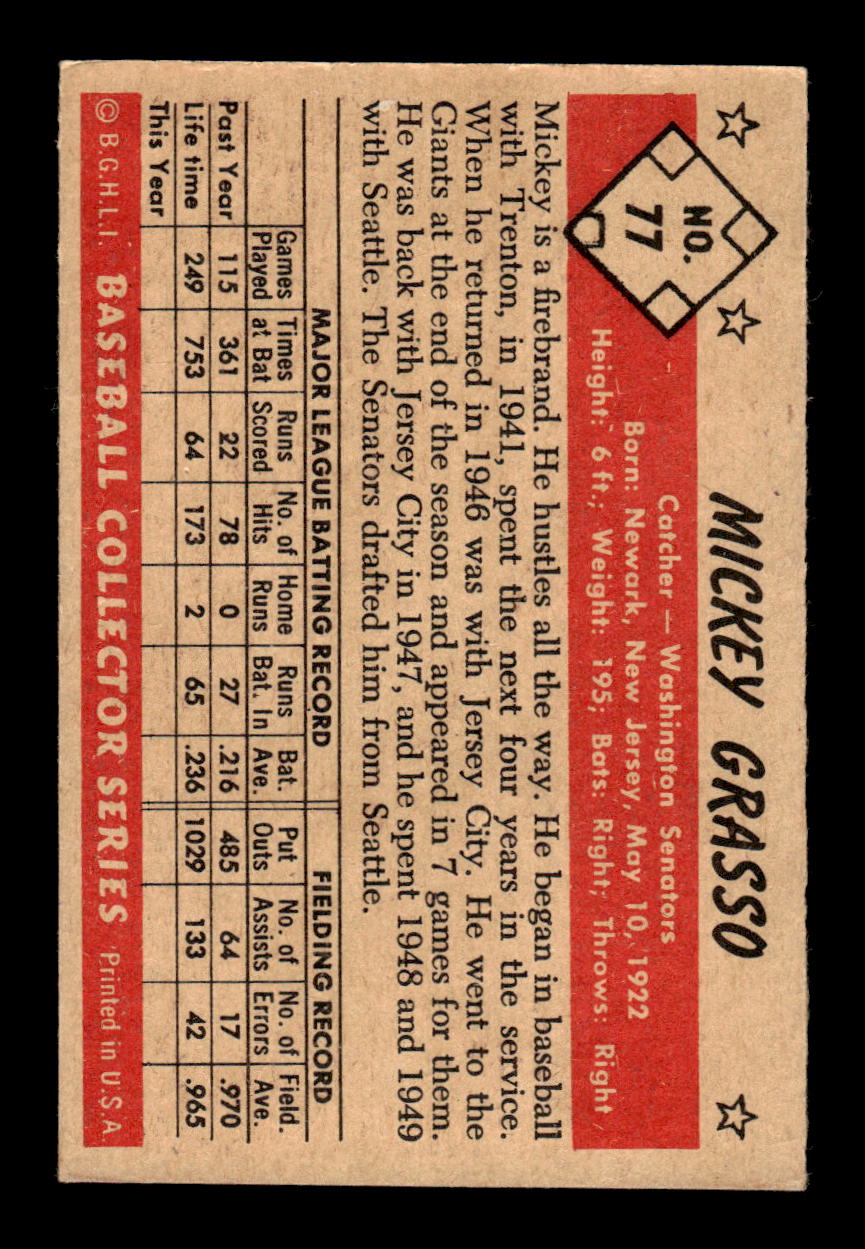 MICKEY GRASSO
NO.
77
Catcher — Washington Senators
Born: Newark, New Jersey, May 10, 1922
Height: 6 ft.; Weight: 195; Bats: Right; Throws: Right
Mickey is a firebrand. He hustles all the way. He began in baseball
with Trenton, in 1941, spent the next four years in the service.
When he returned in 1946 was with Jersey City. He went to the
Giants at the end of the season and appeared in 7 games for them.
He was back with Jersey City in 1947, and he spent 1948 and 1949
with Seattle. The Senators drafted him from Seattle.
MAJOR LEAGUE BATTING RECORD FIELDING RECORD
Games Times Runs No. of Home Runs Bat. Put No. of No. of Field.
Played at Bat Scored Hits Runs Bat. In Ave. Outs Assists Errors Ave.
Past Year 115 361 22 78 0 27 .216 485 64 17 .970
Life time 249 753 64 173 2 65 .236 1029 133 42 .965
This Year
© B.G.H.L.I. BASEBALL COLLECTOR SERIES Printed in U.S.A.